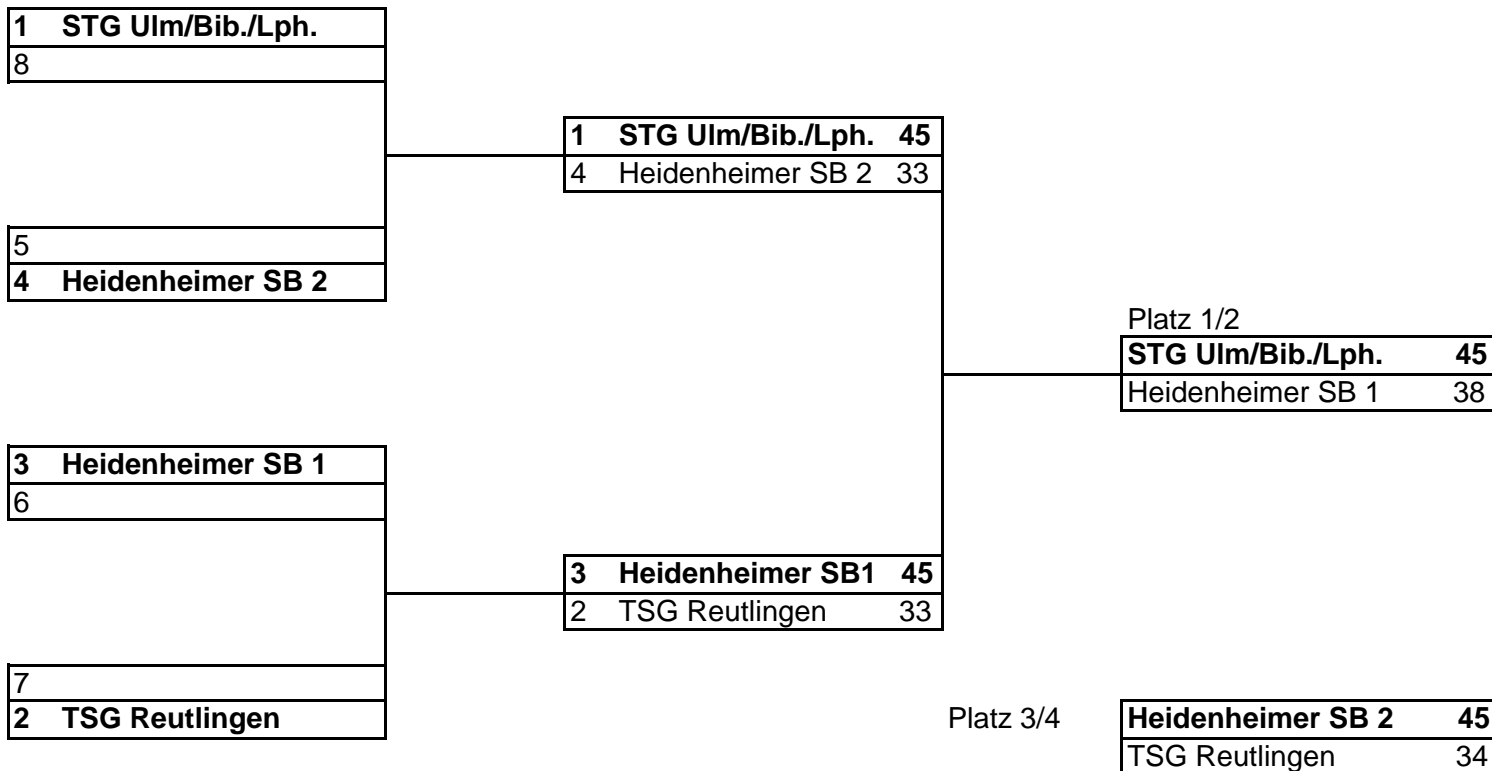 1 STG Ulm/Bib./Lph.
8
1 STG Ulm/Bib./Lph. 45
4 Heidenheimer SB 2 33
5
4 Heidenheimer SB 2
Platz 1/2
STG Ulm/Bib./Lph. 45
Heidenheimer SB 1 38
3 Heidenheimer SB 1
6
3 Heidenheimer SB1 45
2 TSG Reutlingen 33
7
2 TSG Reutlingen
Platz 3/4 Heidenheimer SB 2 45
TSG Reutlingen 34